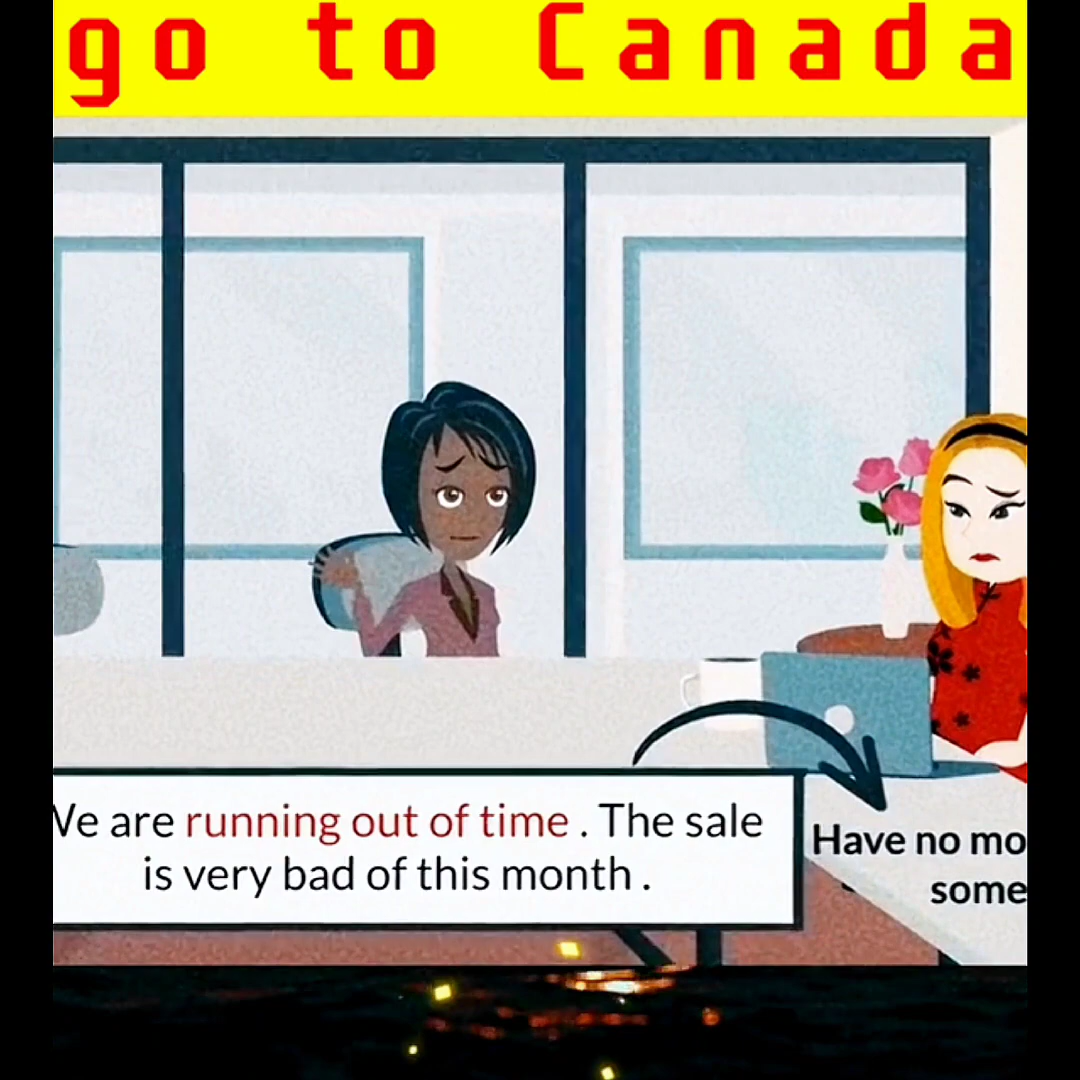 go to Canada
We are running out of time . The sale
is very bad of this month .
Have no mo
some